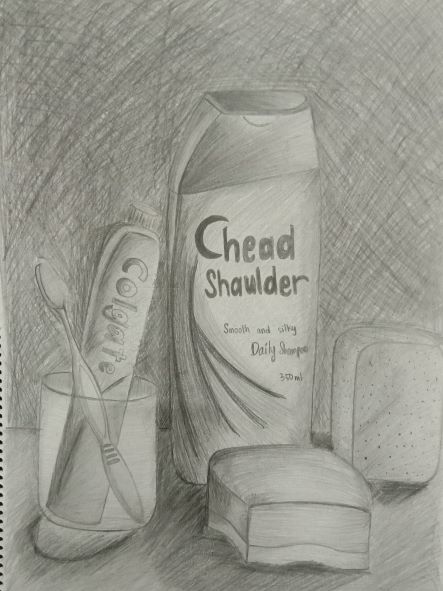 Colgate
Chead
Shaulder
Smooth and silky
Daily Shampoo
350ml